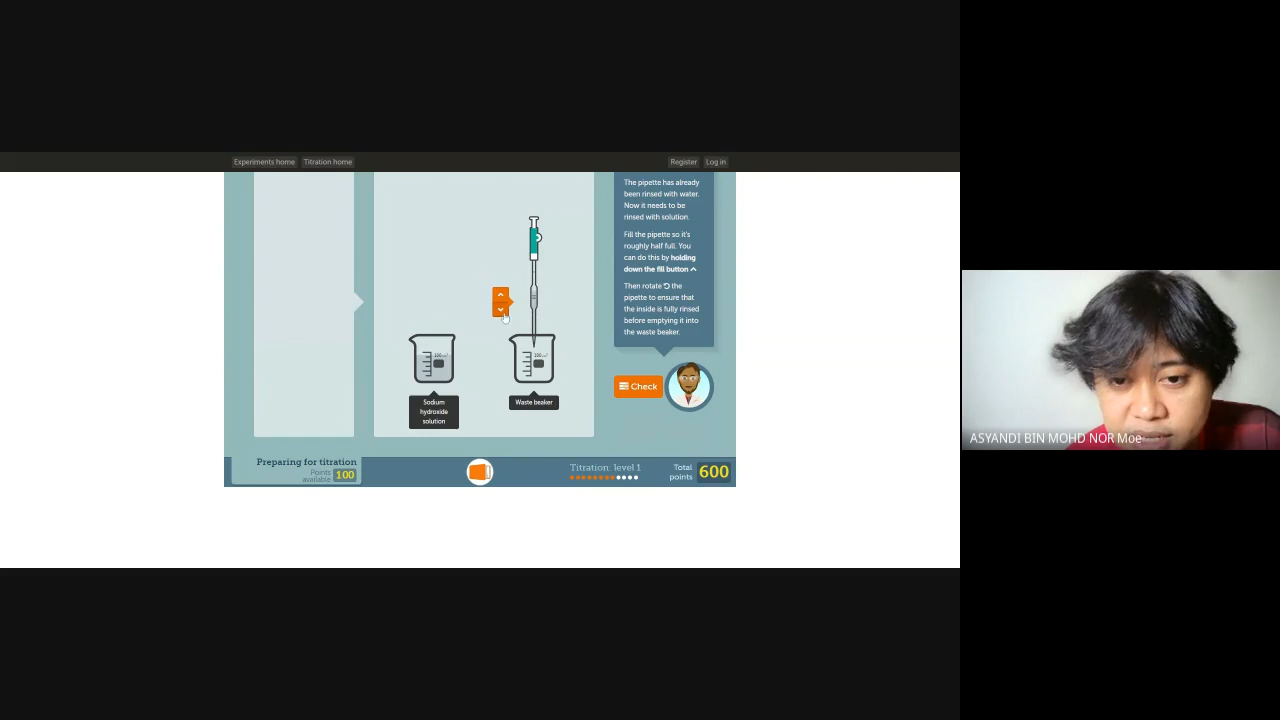 Experiments home
Titration home
Register
Log in
The pipette has already
been rinsed with water.
Now it needs to be
rinsed with solution.
Fill the pipette so it's
roughly half full. You
can do this by holding
down the fill button
Then rotate the
pipette to ensure that
the inside is fully rinsed
before emptying it into
the waste beaker.
Check
Sodium
hydroxide
solution
Waste beaker
Preparing for titration
Points
available
100
Titration: level 1
Total
points
600
ASYANDI BIN MOHD NOR Moe